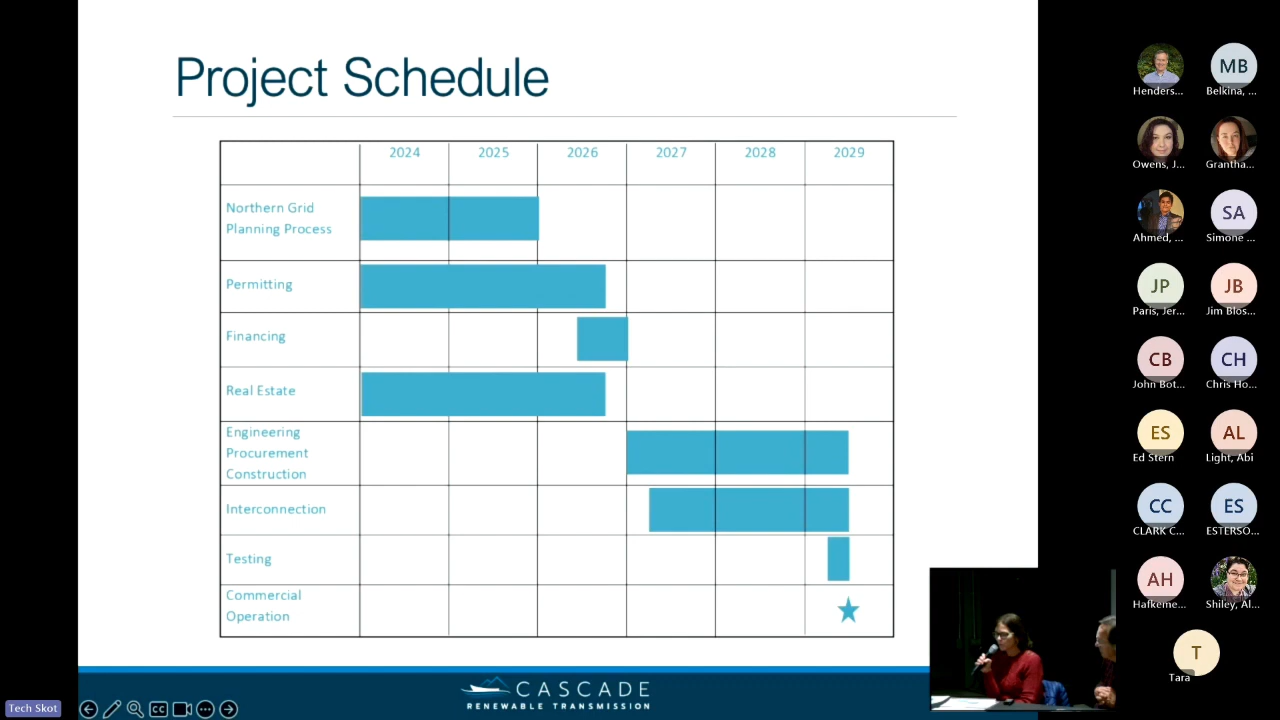 Project Schedule
2024 2025 2026 2027 2028 2029
Northern Grid
Planning Process
Permitting
Financing
Real Estate
Engineering
Procurement
Construction
Interconnection
Testing
Commercial
Operation
CASCADE
RENEWABLE TRANSMISSION
CC
Tech Skot
Henders...
MB
Belkina, ...
Owens, J...
Grantha...
Ahmed, ...
SA
Simone ...
JP
Paris, Jer...
JB
Jim Blos...
CB
John Bot...
CH
Chris Ho...
ES
Ed Stern
AL
Light, Abi
CC
CLARK C...
ES
ESTERSO...
AH
Hafkeme...
Shiley, Al...
T
Tara